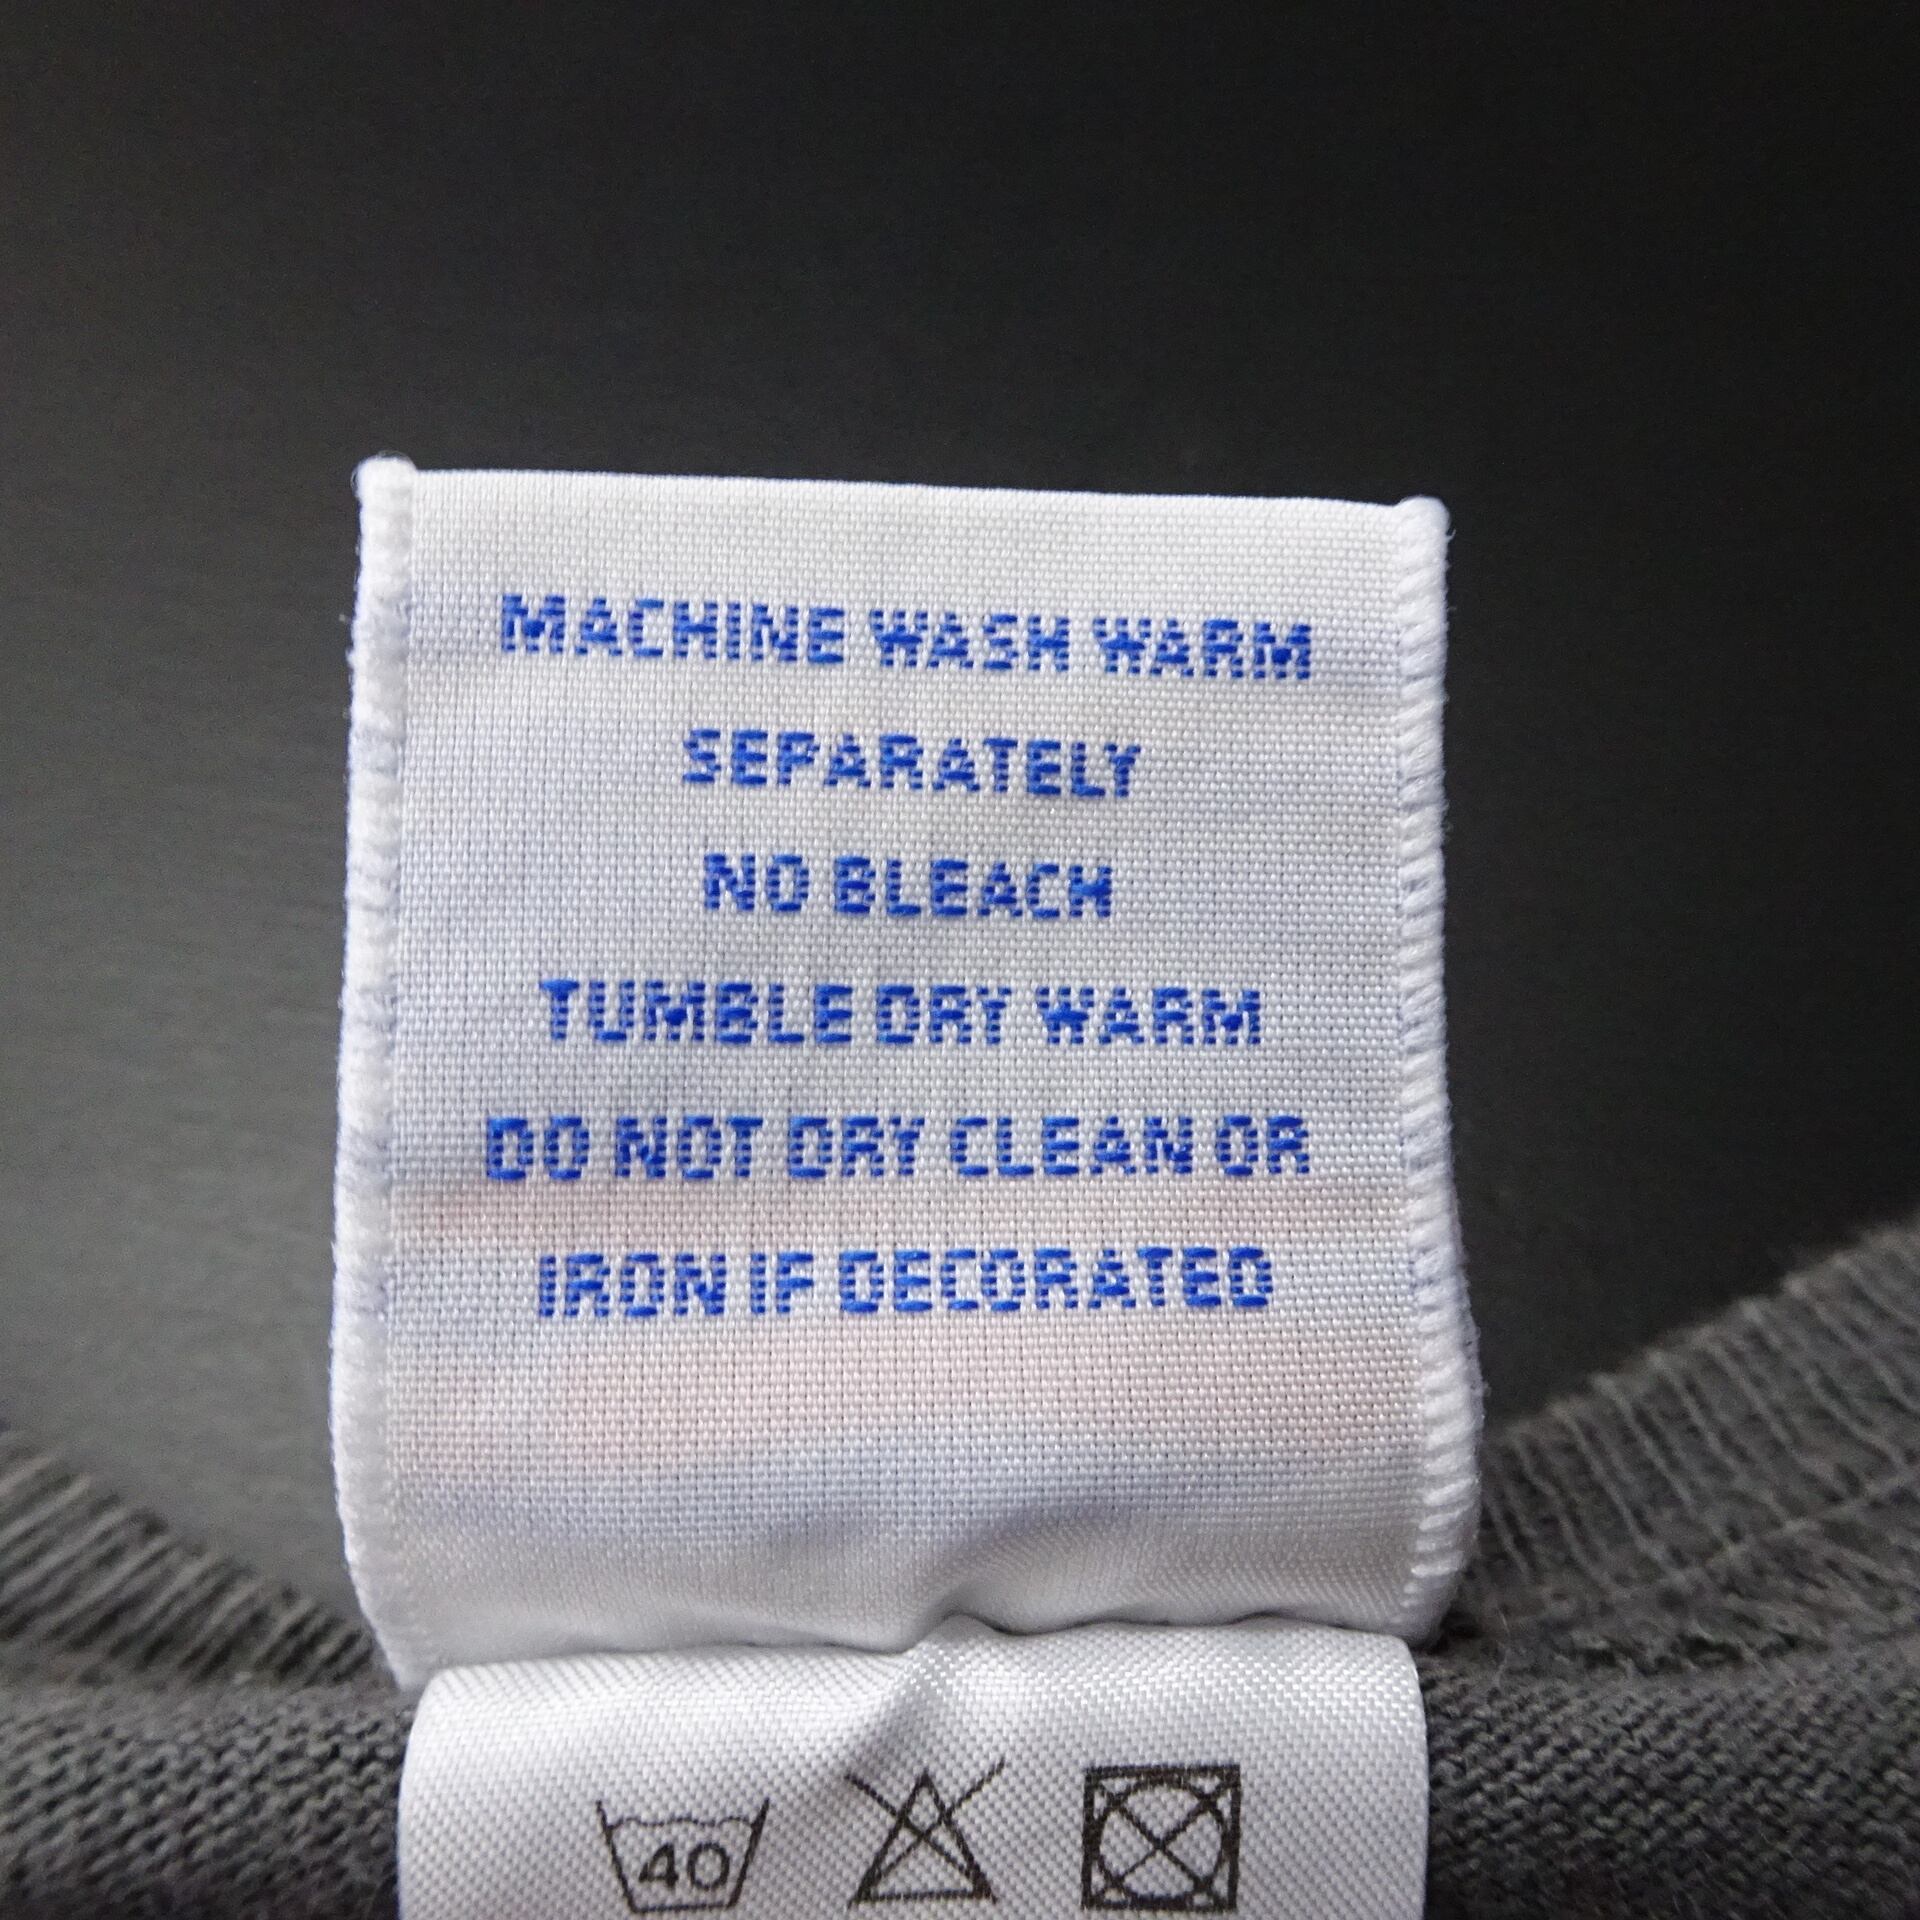 MACHINE WASH WARM
SEPARATELY
NO BLEACH
TUMBLE DRY WARM
DO NOT DRY CLEAN OR
IRON IF DECORATED
40